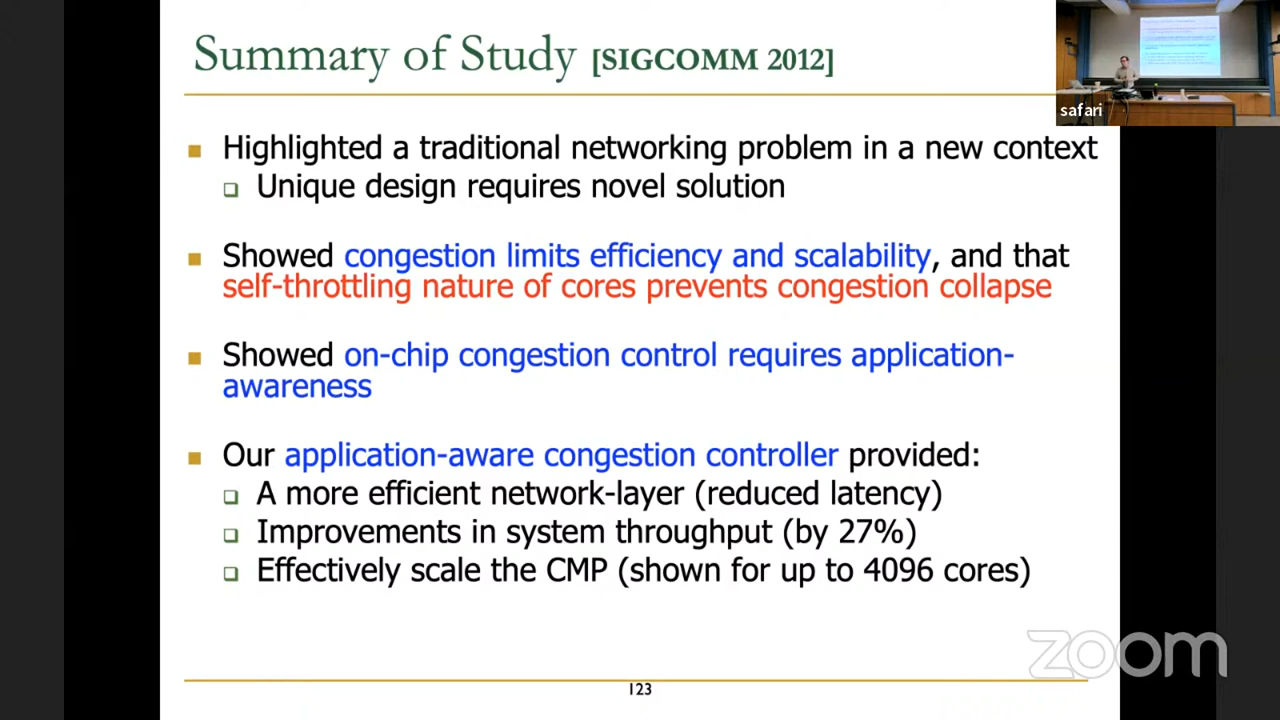 Summary of Study [SIGCOMM 2012]
safari
Highlighted a traditional networking problem in a new context
Unique design requires novel solution
Showed congestion limits efficiency and scalability, and that
self-throttling nature of cores prevents congestion collapse
Showed on-chip congestion control requires application-
awareness
Our application-aware congestion controller provided:
A more efficient network-layer (reduced latency)
Improvements in system throughput (by 27%)
Effectively scale the CMP (shown for up to 4096 cores)
zoom
123